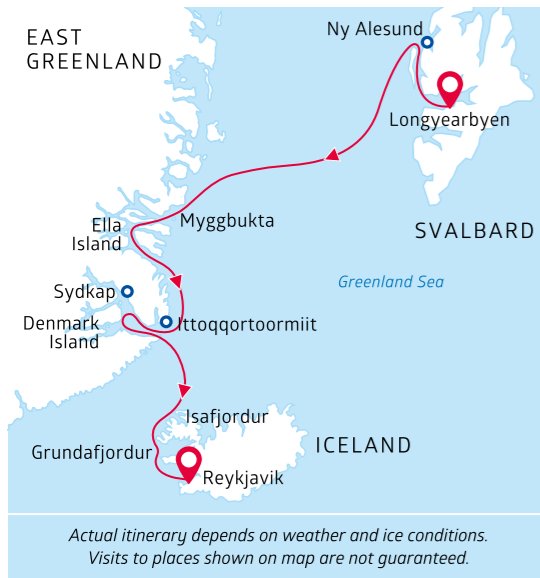 EAST
GREENLAND
Ny Alesund
Longyearbyen
SVALBARD
Myggbukta
Ella
Island
Greenland Sea
Sydkap
Denmark
Island
Ittoqqortoormiit
Isafjordur
ICELAND
Grundafjordur
Reykjavik
Actual itinerary depends on weather and ice conditions.
Visits to places shown on map are not guaranteed.